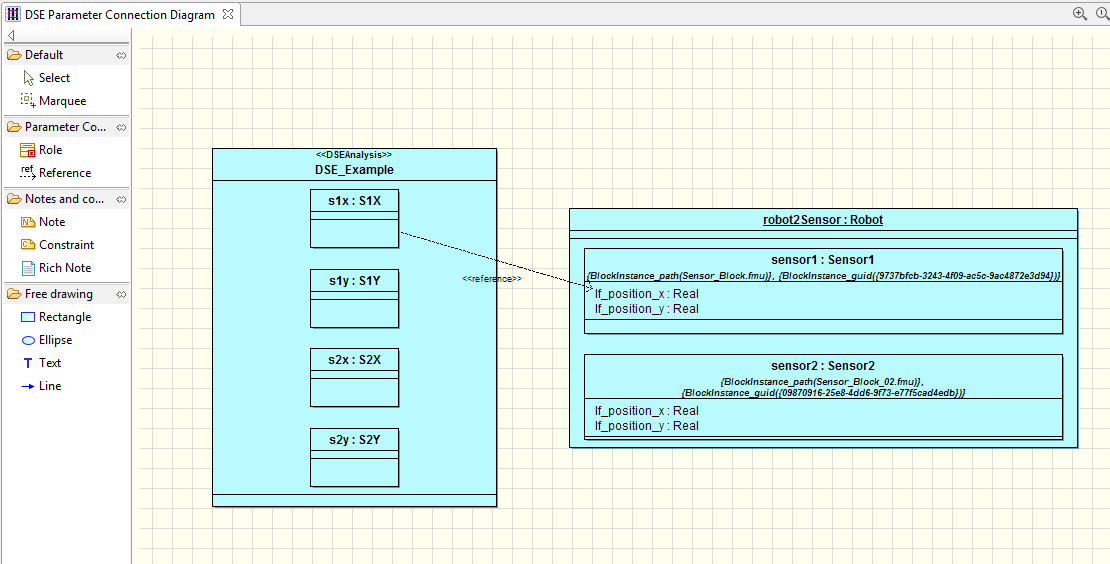 DSE Parameter Connection Diagram
Default
Select
Marquee
Parameter Co...
Role
ref
Reference
Notes and co...
Note
Constraint
Rich Note
Free drawing
Rectangle
Ellipse
T Text
Line
<<DSEAnalysis>>
DSE_Example
s1x : S1X
s1y : S1Y
s2x : S2X
s2y : S2Y
<<reference>>
robot2Sensor : Robot
sensor1 : Sensor1
{BlockInstance_path(Sensor_Block.fmu)}, {BlockInstance_guid({9737bfcb-3243-4f09-ac5c-9ac4872e3d94})}
lf_position_x : Real
lf_position_y : Real
sensor2 : Sensor2
{BlockInstance_path(Sensor_Block_02.fmu)},
{BlockInstance_guid({09870916-25e8-4dd6-9f73-e77f5cad4edb})}
lf_position_x : Real
lf_position_y : Real